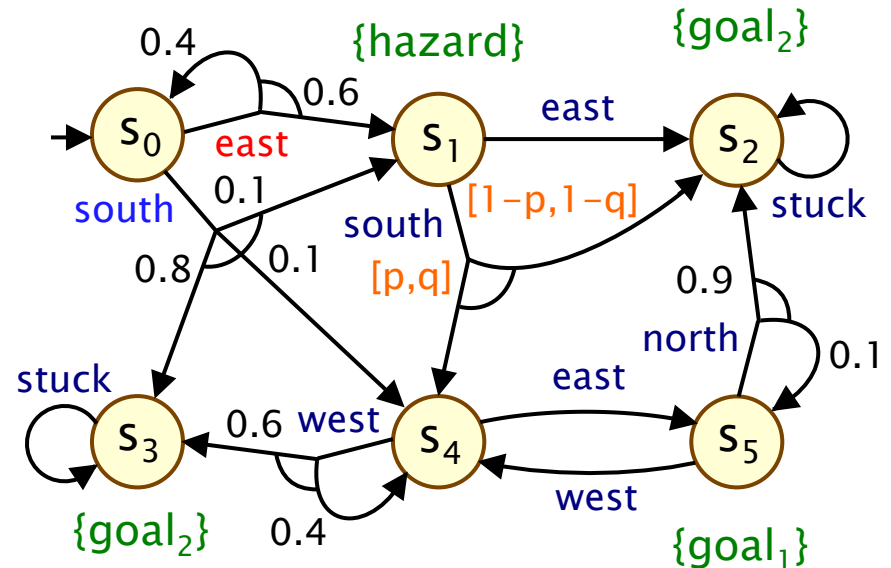 {goal₂}
{hazard}
0.4
0.6
east
s₀
s₁
s₂
east
0.1
[1-p,1-q]
stuck
south
south
0.8
0.1
[p,q]
0.9
north
0.1
stuck
east
0.6
west
s₃
s₄
s₅
west
0.4
{goal₂}
{goal₁}